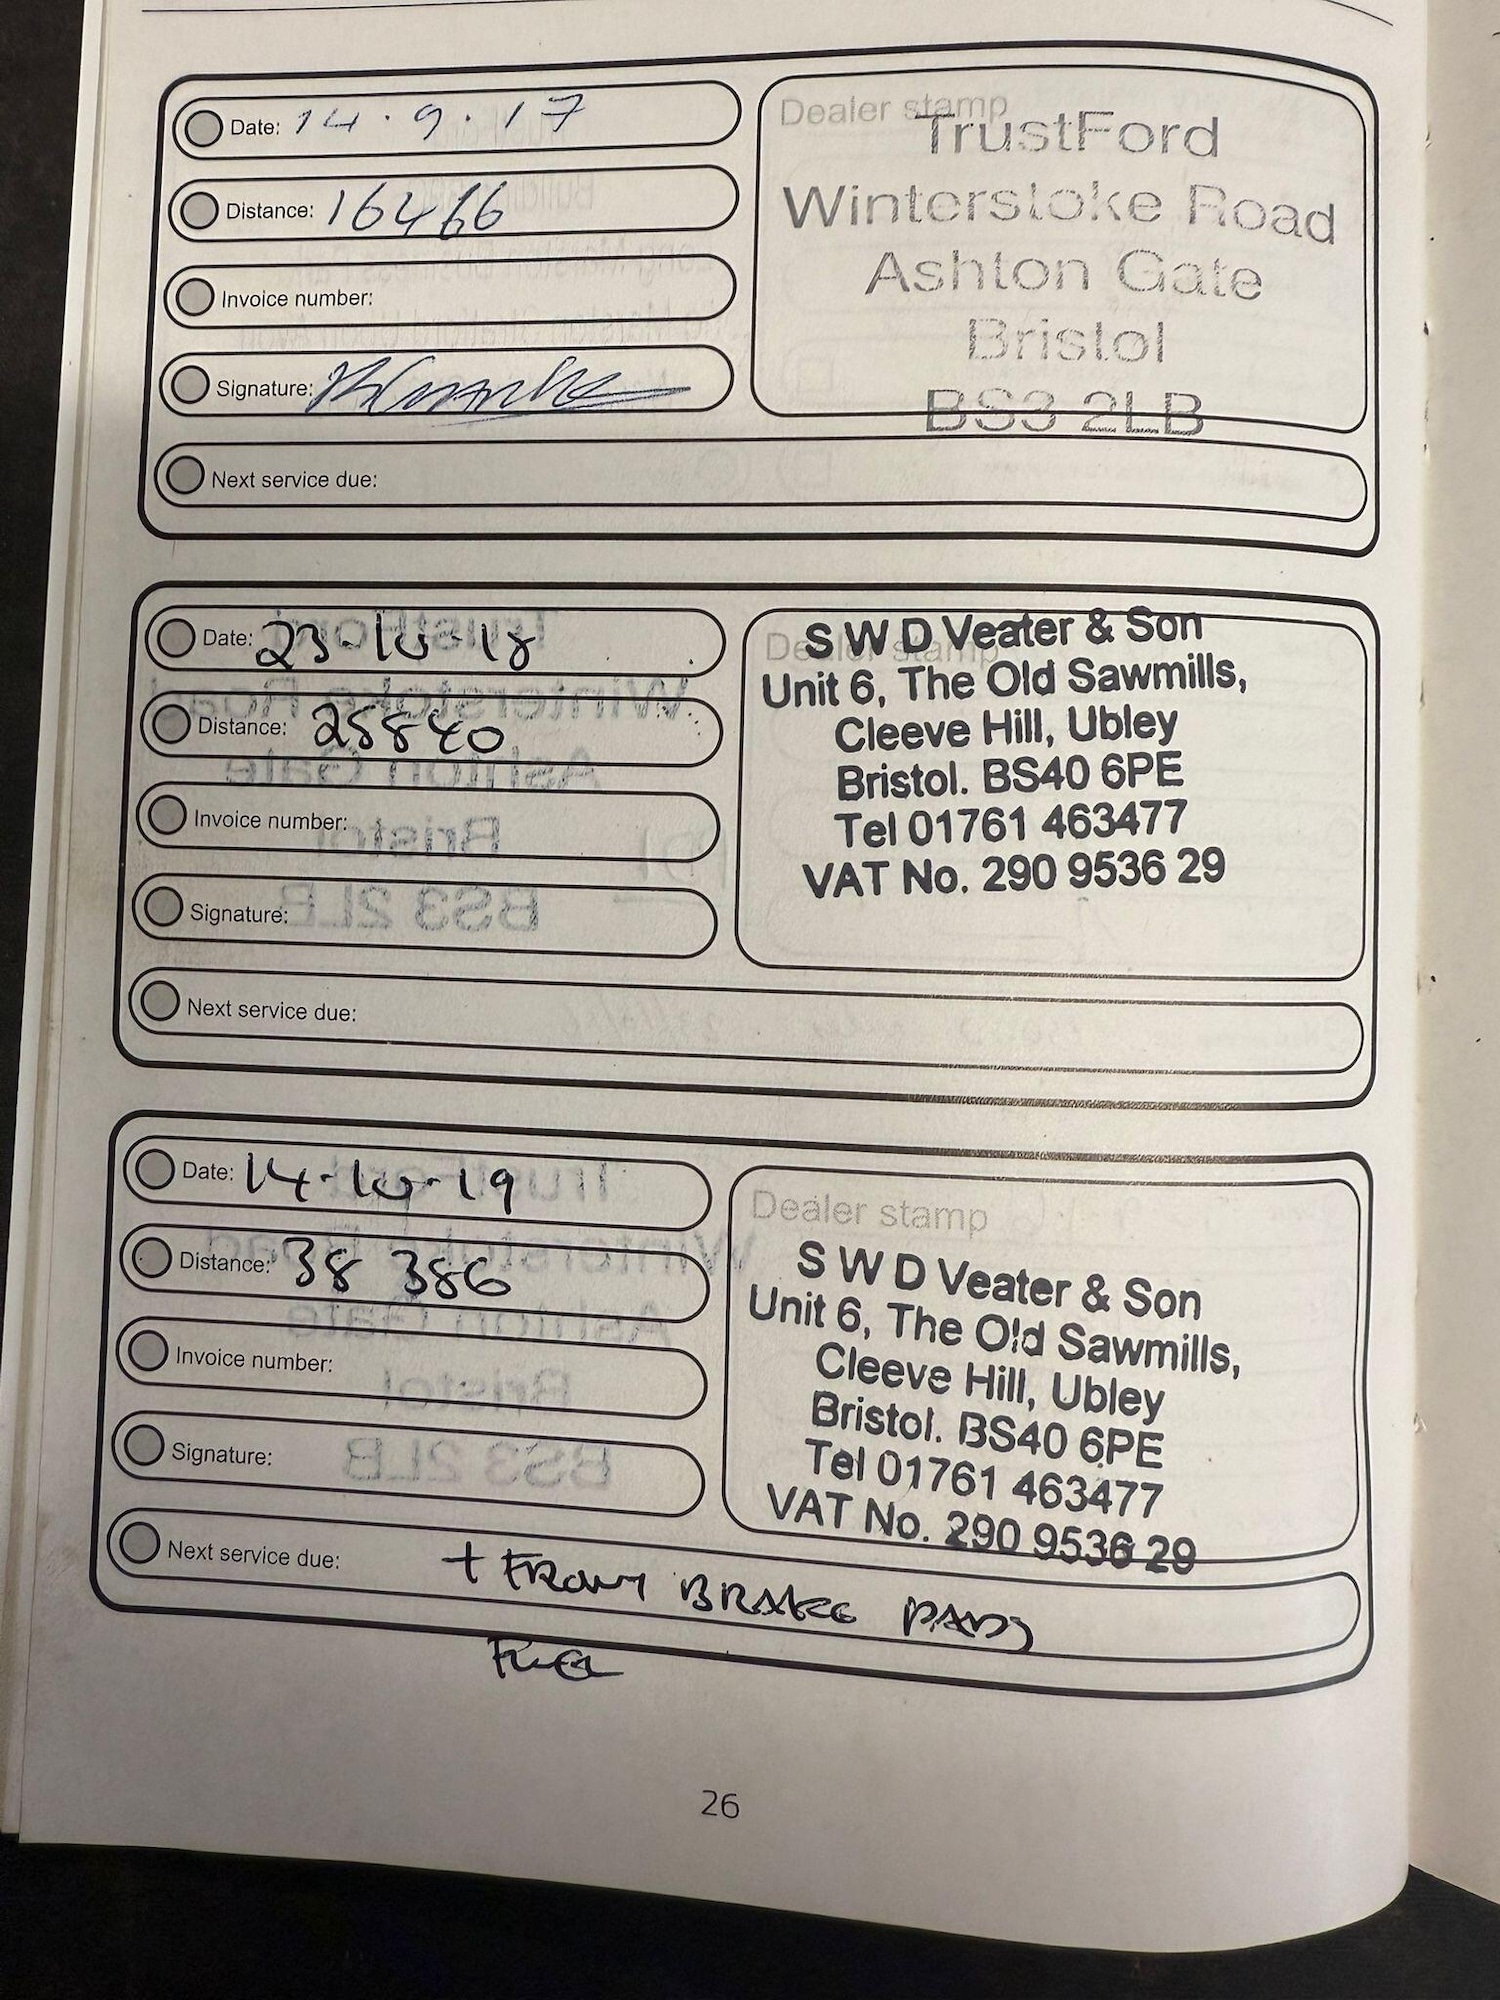 Date: 14.9.17
Distance: 16466
Invoice number:
Signature:
Next service due:
Dealer stamp
TrustFord
Winterstoke Road
Ashton Gate
Bristol
BS3 2LB
Date: 23-10-18
Distance: 25840
Invoice number:
Signature:
Next service due:
Dealer stamp
S W D Veater & Son
Unit 6, The Old Sawmills,
Cleeve Hill, Ubley
Bristol. BS40 6PE
Tel 01761 463477
VAT No. 290 9536 29
Date: 14-10-19
Distance: 38 386
Invoice number:
Signature:
Next service due: + FRONT BRAKE PADS
Dealer stamp
S W D Veater & Son
Unit 6, The Old Sawmills,
Cleeve Hill, Ubley
Bristol. BS40 6PE
Tel 01761 463477
VAT No. 290 9536 29
26